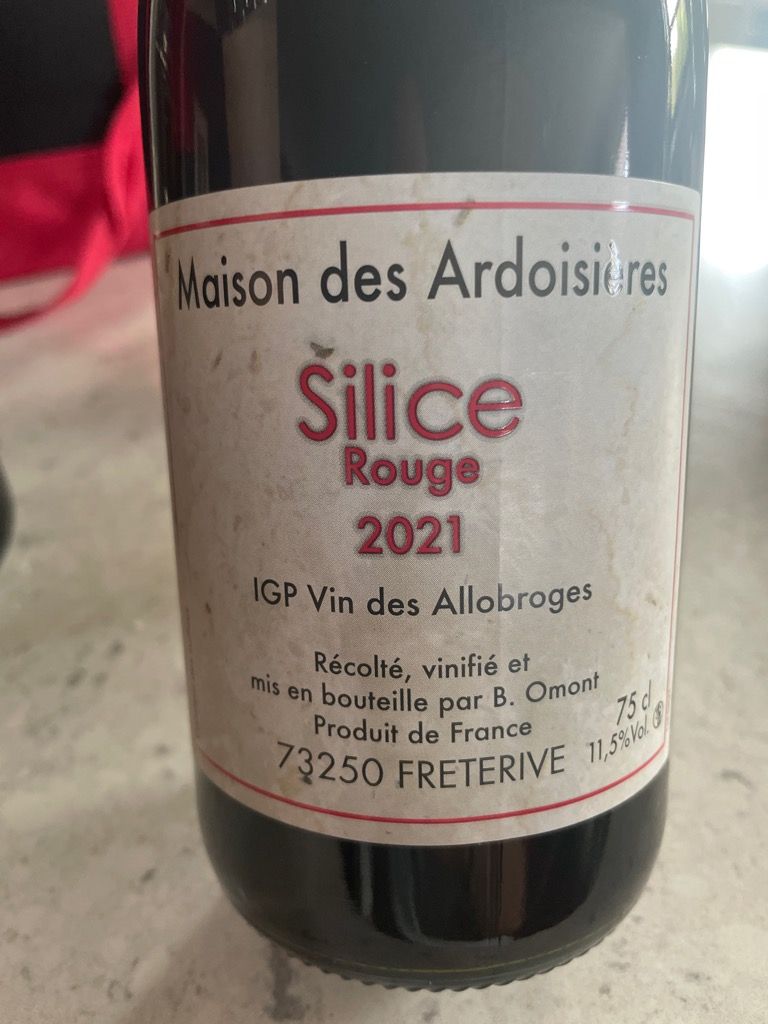 Maison des Ardoisières
Silice
Rouge
2021
IGP Vin des Allobroges
Récolté, vinifié et
mis en bouteille par B. Omont
Produit de France
73250 FRETERIVE
75 cl
11,5%Vol.